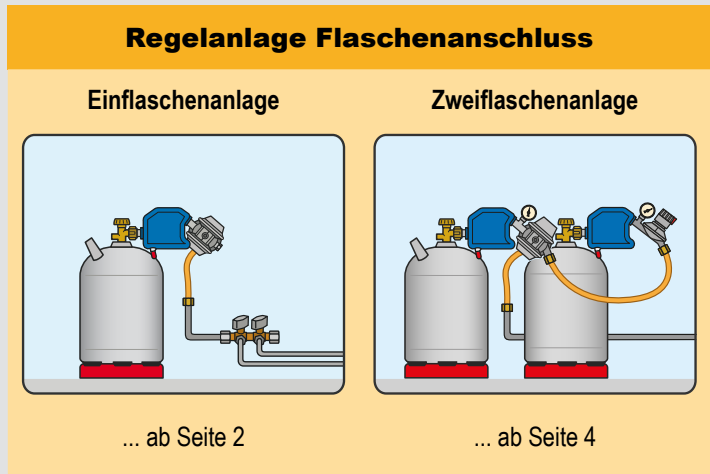 Regelanlage Flaschenanschluss
Einflaschenanlage
Zweiflaschenanlage
... ab Seite 2
... ab Seite 4